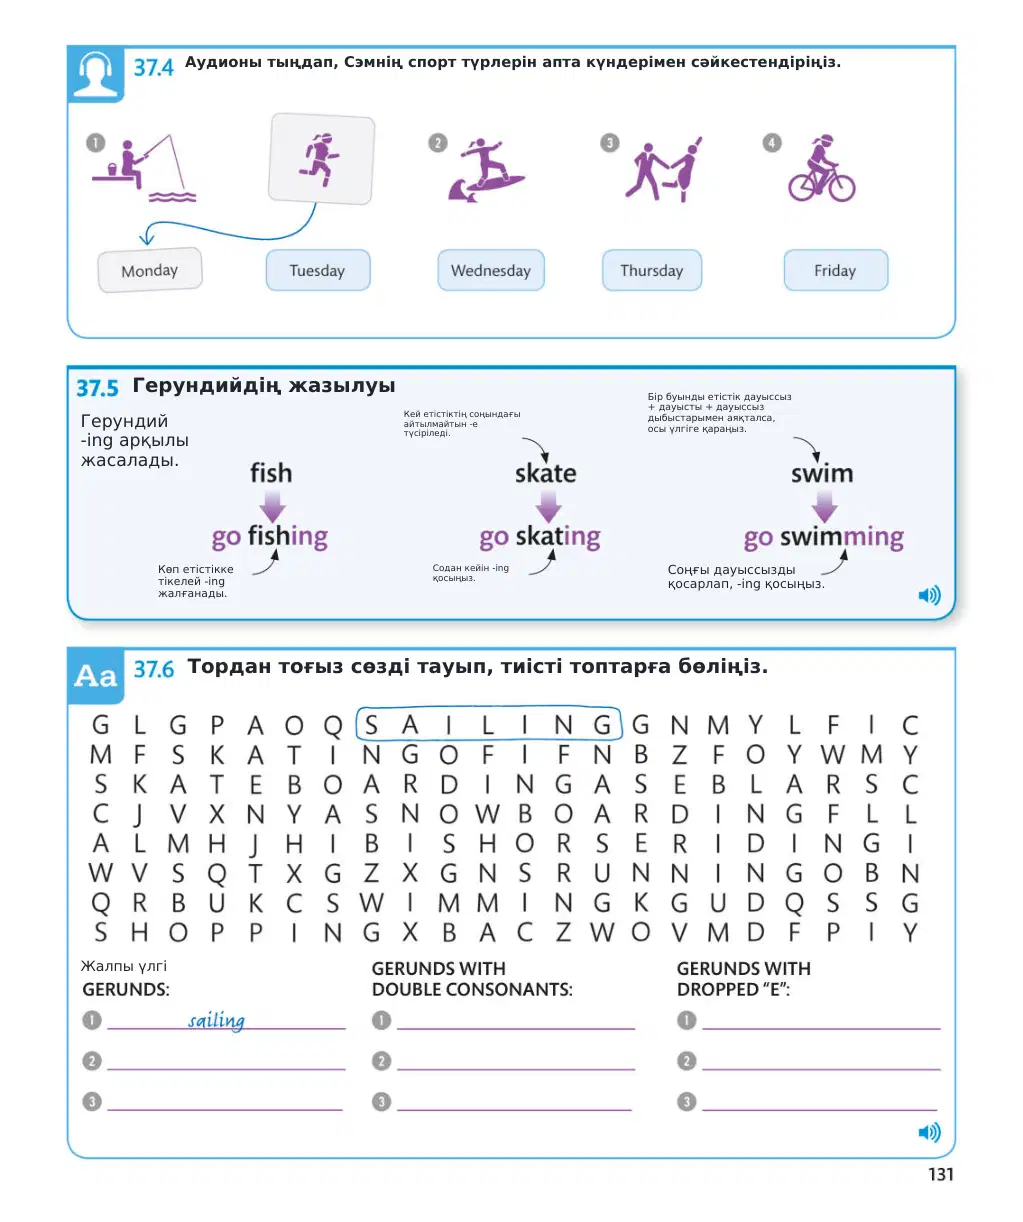 37.4 Аудионы тыңдап, Сэмнің спорт түрлерін апта күндерімен сәйкестендіріңіз.
1 2 3 4
Monday Tuesday Wednesday Thursday Friday
37.5 Герундийдің жазылуы
Герундий
-ing арқылы
жасалады.
fish
go fishing
Көп етістікке
тікелей -ing
жалғанады.
Кей етістіктің соңындағы
айтылмайтын -e
түсіріледі.
skate
go skating
Содан кейін -ing
қосыңыз.
Бір буынды етістік дауыссыз
+ дауысты + дауыссыз
дыбыстарымен аяқталса,
осы үлгіге қараңыз.
swim
go swimming
Соңғы дауыссызды
қосарлап, -ing қосыңыз.
Aa 37.6 Тордан тоғыз сөзді тауып, тиісті топтарға бөліңіз.
G L G P A O Q S A I L I N G G N M Y L F I C
M F S K A T I N G O F I F N B Z F O Y W M Y
S K A T E B O A R D I N G A S E B L A R S C
C J V X N Y A S N O W B O A R D I N G F L L
A L M H J H I B I S H O R S E R I D I N G I
W V S Q T X G Z X G N S R U N N I N G O B N
Q R B U K C S W I M M I N G K G U D Q S S G
S H O P P I N G X B A C Z W O V M D F P I Y
Жалпы үлгі
GERUNDS:
1 sailing
2
3
GERUNDS WITH
DOUBLE CONSONANTS:
1
2
3
GERUNDS WITH
DROPPED “E”:
1
2
3
131